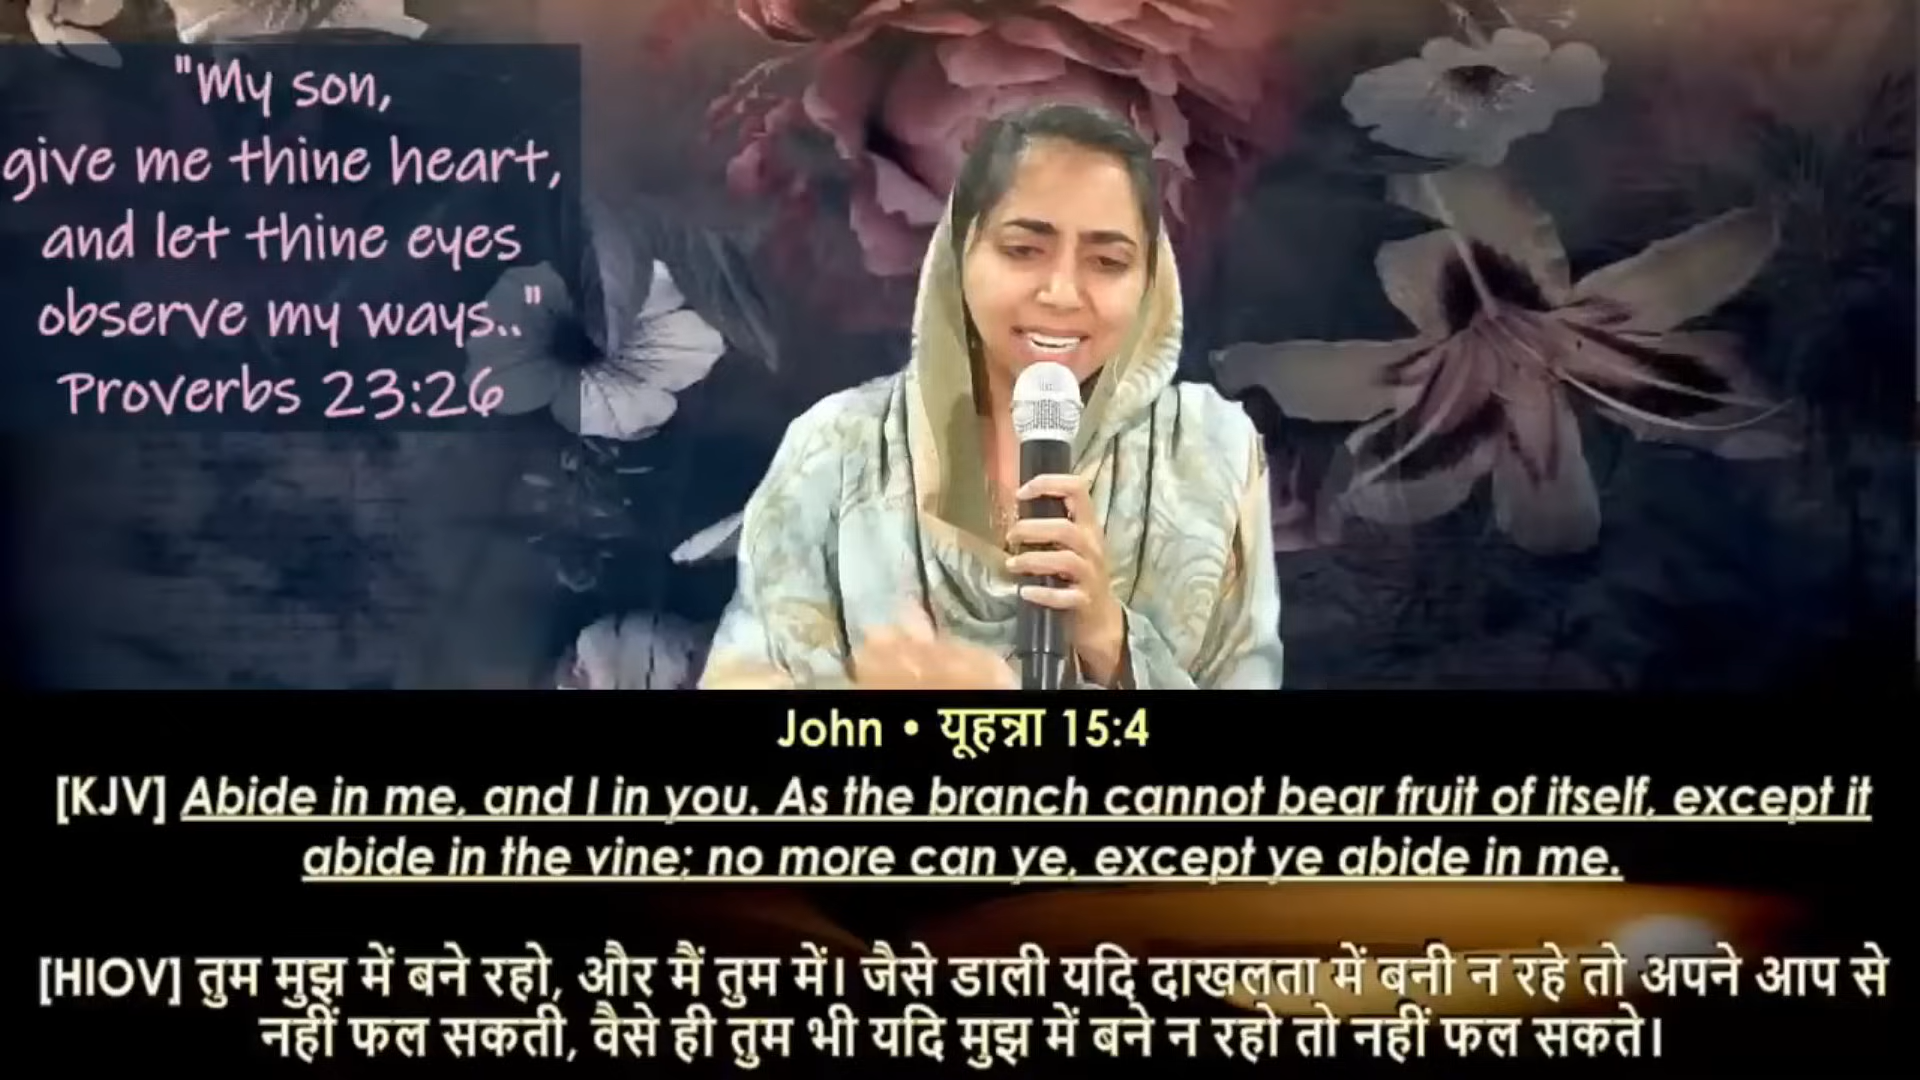 "My son,
give me thine heart,
and let thine eyes
observe my ways.."
Proverbs 23:26
John • यूहन्ना 15:4
[KJV] Abide in me, and I in you. As the branch cannot bear fruit of itself, except it
abide in the vine; no more can ye, except ye abide in me.
[HIOV] तुम मुझ में बने रहो, और मैं तुम में। जैसे डाली यदि दाखलता में बनी न रहे तो अपने आप से
नहीं फल सकती, वैसे ही तुम भी यदि मुझ में बने न रहो तो नहीं फल सकते।